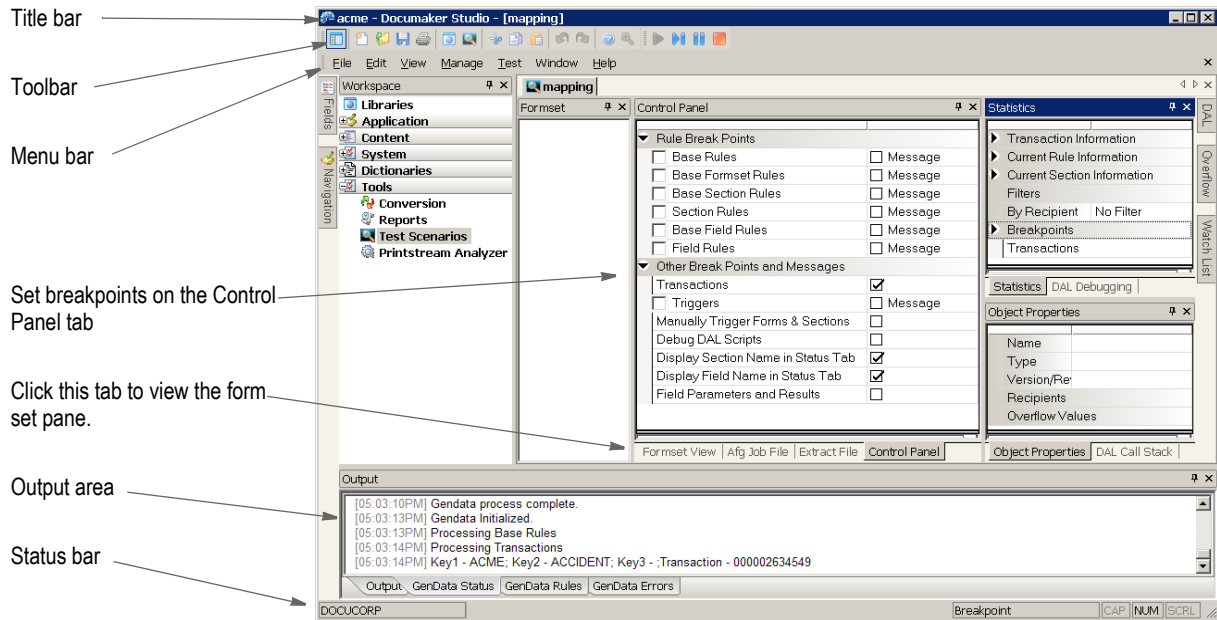 Title bar
Toolbar
Menu bar
Set breakpoints on the Control
Panel tab
Click this tab to view the form
set pane.
Output area
Status bar
acme - Documaker Studio - [mapping]
File Edit View Manage Test Window Help
Fields
Navigation
Workspace
Libraries
Application
Content
System
Dictionaries
Tools
Conversion
Reports
Test Scenarios
Printstream Analyzer
mapping
Formset
Control Panel
Rule Break Points
Base Rules Message
Base Formset Rules Message
Base Section Rules Message
Section Rules Message
Base Field Rules Message
Field Rules Message
Other Break Points and Messages
Transactions
Triggers Message
Manually Trigger Forms & Sections
Debug DAL Scripts
Display Section Name in Status Tab
Display Field Name in Status Tab
Field Parameters and Results
Formset View Afg Job File Extract File Control Panel
Statistics
Transaction Information
Current Rule Information
Current Section Information
Filters
By Recipient No Filter
Breakpoints
Transactions
Statistics DAL Debugging
Object Properties
Name
Type
Version/Re
Recipients
Overflow Values
Object Properties DAL Call Stack
DAL
Overflow
Watch List
Output
[05:03:10PM] Gendata process complete.
[05:03:13PM] Gendata Initialized.
[05:03:13PM] Processing Base Rules
[05:03:14PM] Processing Transactions
[05:03:14PM] Key1 - ACME; Key2 - ACCIDENT; Key3 - ;Transaction - 000002634549
Output GenData Status GenData Rules GenData Errors
DOCUCORP Breakpoint CAP NUM SCRL